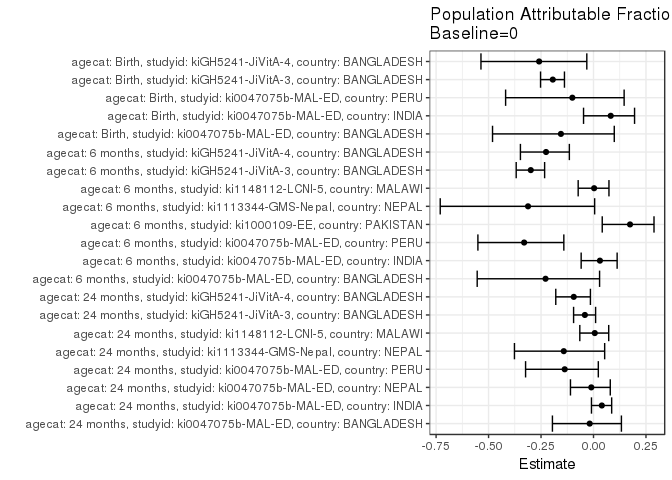 Population Attributable Fractio
Baseline=0
agecat: Birth, studyid: kiGH5241-JiVitA-4, country: BANGLADESH
agecat: Birth, studyid: kiGH5241-JiVitA-3, country: BANGLADESH
agecat: Birth, studyid: ki0047075b-MAL-ED, country: PERU
agecat: Birth, studyid: ki0047075b-MAL-ED, country: INDIA
agecat: Birth, studyid: ki0047075b-MAL-ED, country: BANGLADESH
agecat: 6 months, studyid: kiGH5241-JiVitA-4, country: BANGLADESH
agecat: 6 months, studyid: kiGH5241-JiVitA-3, country: BANGLADESH
agecat: 6 months, studyid: ki1148112-LCNI-5, country: MALAWI
agecat: 6 months, studyid: ki1113344-GMS-Nepal, country: NEPAL
agecat: 6 months, studyid: ki1000109-EE, country: PAKISTAN
agecat: 6 months, studyid: ki0047075b-MAL-ED, country: PERU
agecat: 6 months, studyid: ki0047075b-MAL-ED, country: INDIA
agecat: 6 months, studyid: ki0047075b-MAL-ED, country: BANGLADESH
agecat: 24 months, studyid: kiGH5241-JiVitA-4, country: BANGLADESH
agecat: 24 months, studyid: kiGH5241-JiVitA-3, country: BANGLADESH
agecat: 24 months, studyid: ki1148112-LCNI-5, country: MALAWI
agecat: 24 months, studyid: ki1113344-GMS-Nepal, country: NEPAL
agecat: 24 months, studyid: ki0047075b-MAL-ED, country: PERU
agecat: 24 months, studyid: ki0047075b-MAL-ED, country: NEPAL
agecat: 24 months, studyid: ki0047075b-MAL-ED, country: INDIA
agecat: 24 months, studyid: ki0047075b-MAL-ED, country: BANGLADESH
-0.75 -0.50 -0.25 0.00 0.25
Estimate